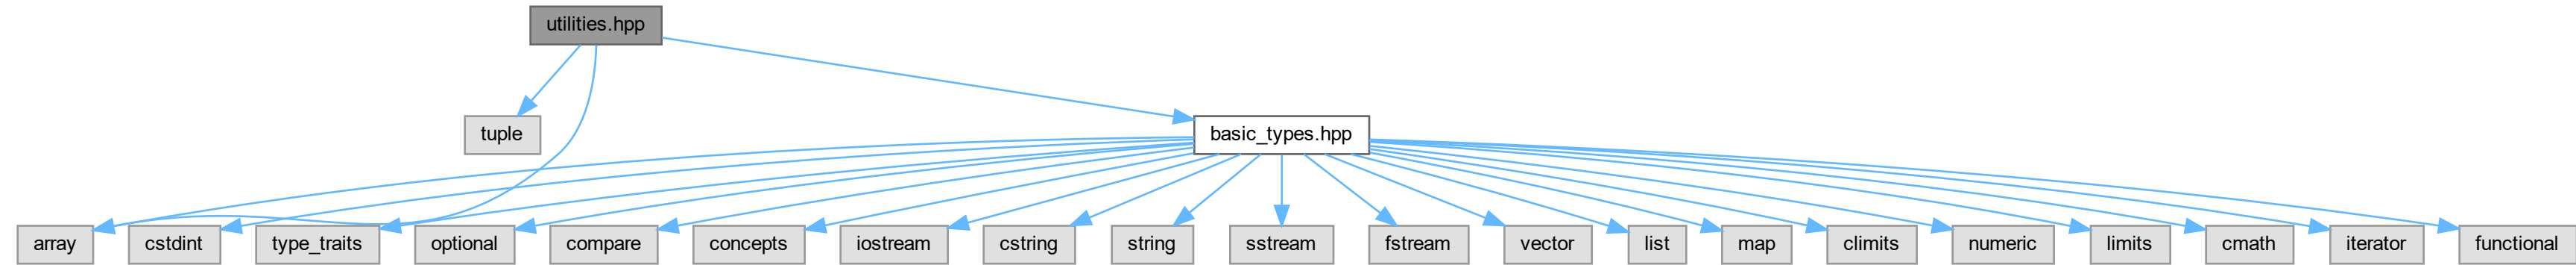 utilities.hpp
tuple
basic_types.hpp
array
cstdint
type_traits
optional
compare
concepts
iostream
cstring
string
sstream
fstream
vector
list
map
climits
numeric
limits
cmath
iterator
functional